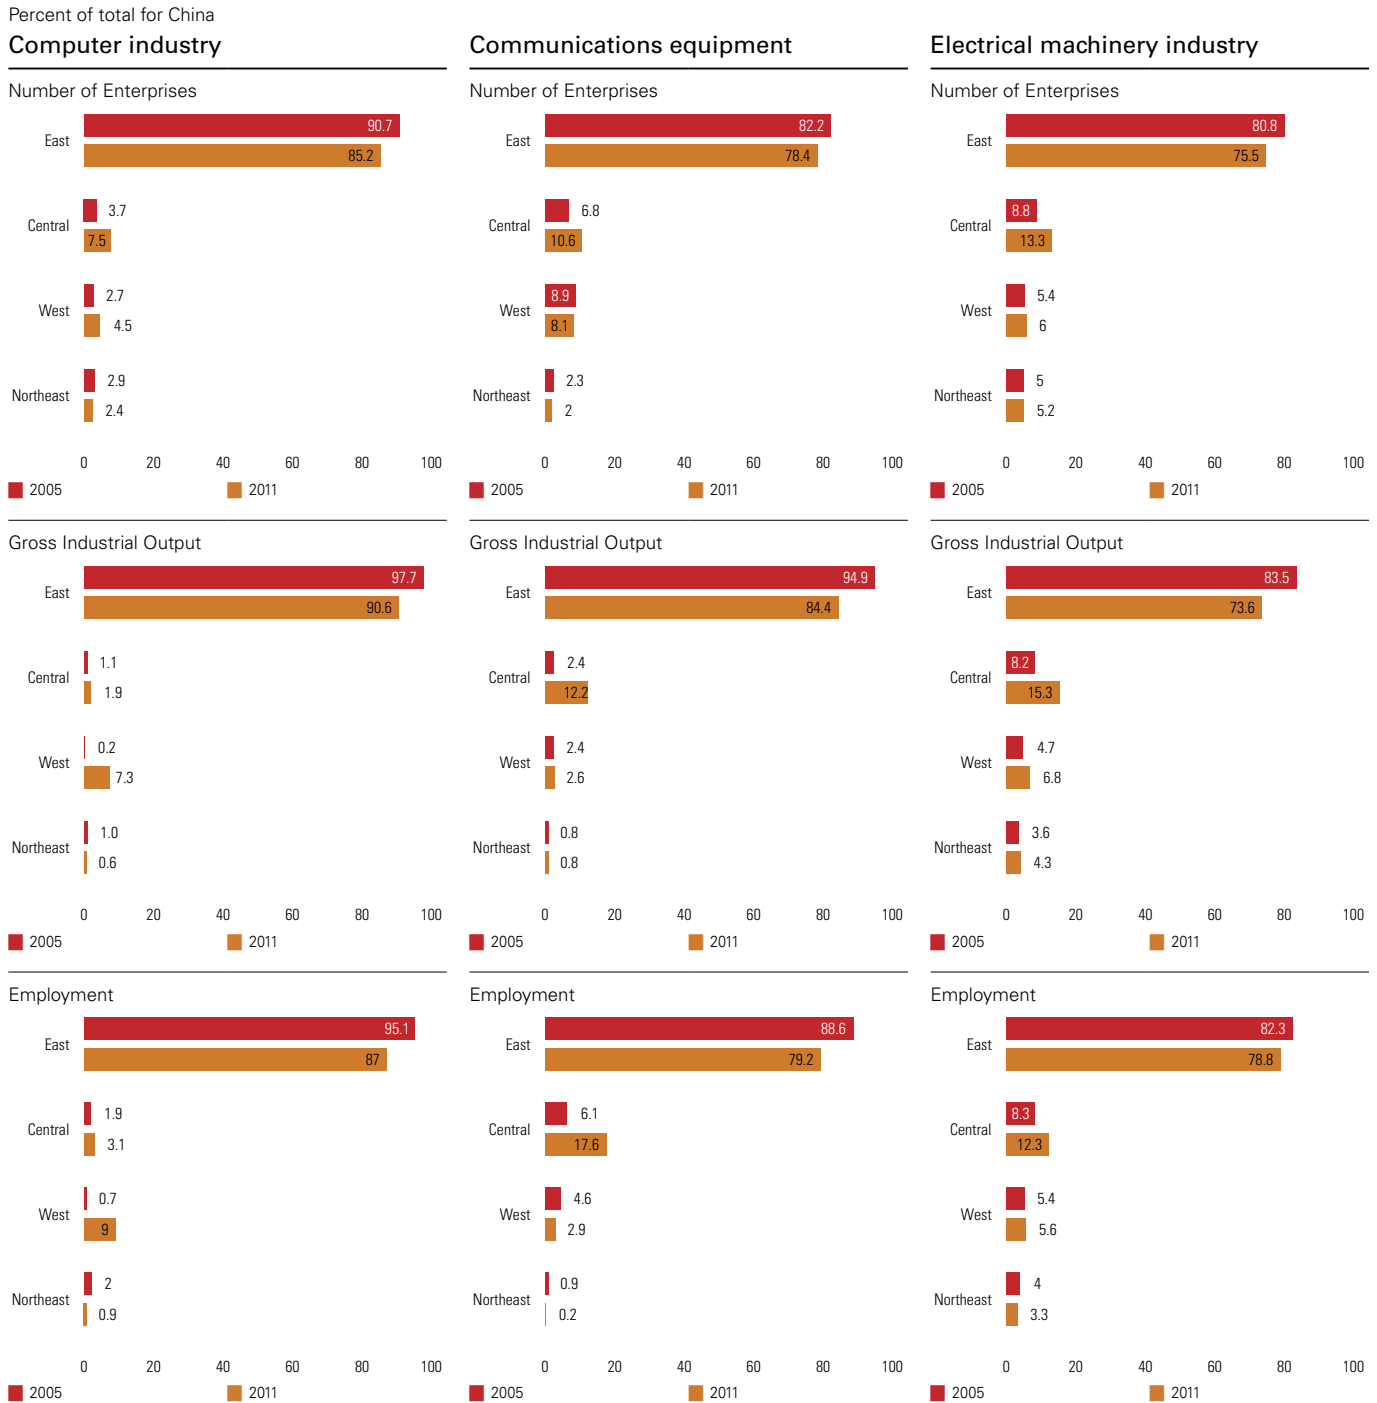 Percent of total for China
Computer industry
Number of Enterprises
East
90.7
85.2
Central
3.7
7.5
West
2.7
4.5
Northeast
2.9
2.4
0 20 40 60 80 100
2005 2011
Gross Industrial Output
East
97.7
90.6
Central
1.1
1.9
West
0.2
7.3
Northeast
1.0
0.6
0 20 40 60 80 100
2005 2011
Employment
East
95.1
87
Central
1.9
3.1
West
0.7
9
Northeast
2
0.9
0 20 40 60 80 100
2005 2011
Communications equipment
Number of Enterprises
East
82.2
78.4
Central
6.8
10.6
West
8.9
8.1
Northeast
2.3
2
0 20 40 60 80 100
2005 2011
Gross Industrial Output
East
94.9
84.4
Central
2.4
12.2
West
2.4
2.6
Northeast
0.8
0.8
0 20 40 60 80 100
2005 2011
Employment
East
88.6
79.2
Central
6.1
17.6
West
4.6
2.9
Northeast
0.9
0.2
0 20 40 60 80 100
2005 2011
Electrical machinery industry
Number of Enterprises
East
80.8
75.5
Central
8.8
13.3
West
5.4
6
Northeast
5
5.2
0 20 40 60 80 100
2005 2011
Gross Industrial Output
East
83.5
73.6
Central
8.2
15.3
West
4.7
6.8
Northeast
3.6
4.3
0 20 40 60 80 100
2005 2011
Employment
East
82.3
78.8
Central
8.3
12.3
West
5.4
5.6
Northeast
4
3.3
0 20 40 60 80 100
2005 2011